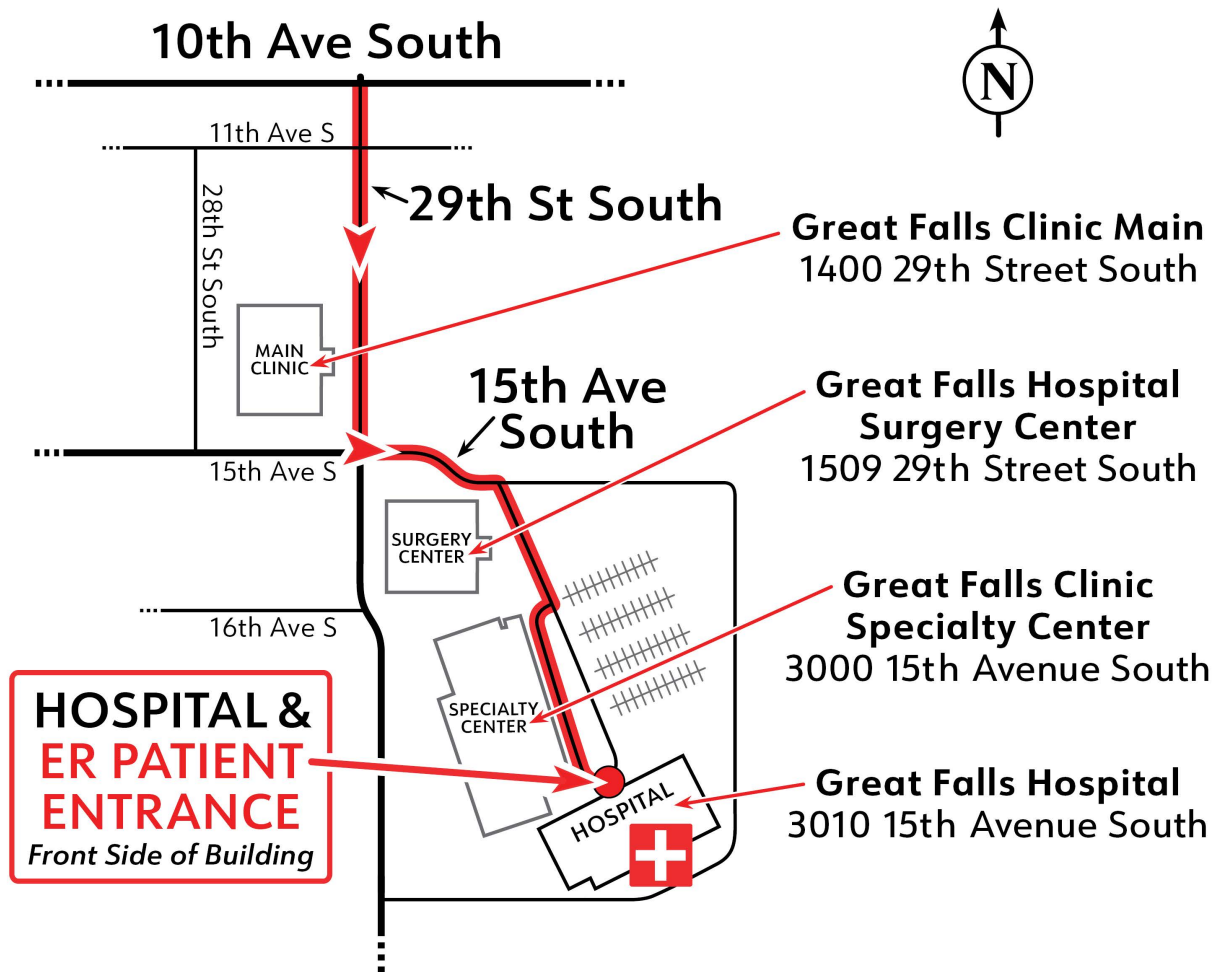 10th Ave South
N
11th Ave S
28th St South
29th St South
Great Falls Clinic Main
1400 29th Street South
MAIN
CLINIC
15th Ave
South
Great Falls Hospital
Surgery Center
1509 29th Street South
15th Ave S
SURGERY
CENTER
Great Falls Clinic
Specialty Center
3000 15th Avenue South
16th Ave S
SPECIALTY
CENTER
HOSPITAL &
ER PATIENT
ENTRANCE
Front Side of Building
HOSPITAL
Great Falls Hospital
3010 15th Avenue South